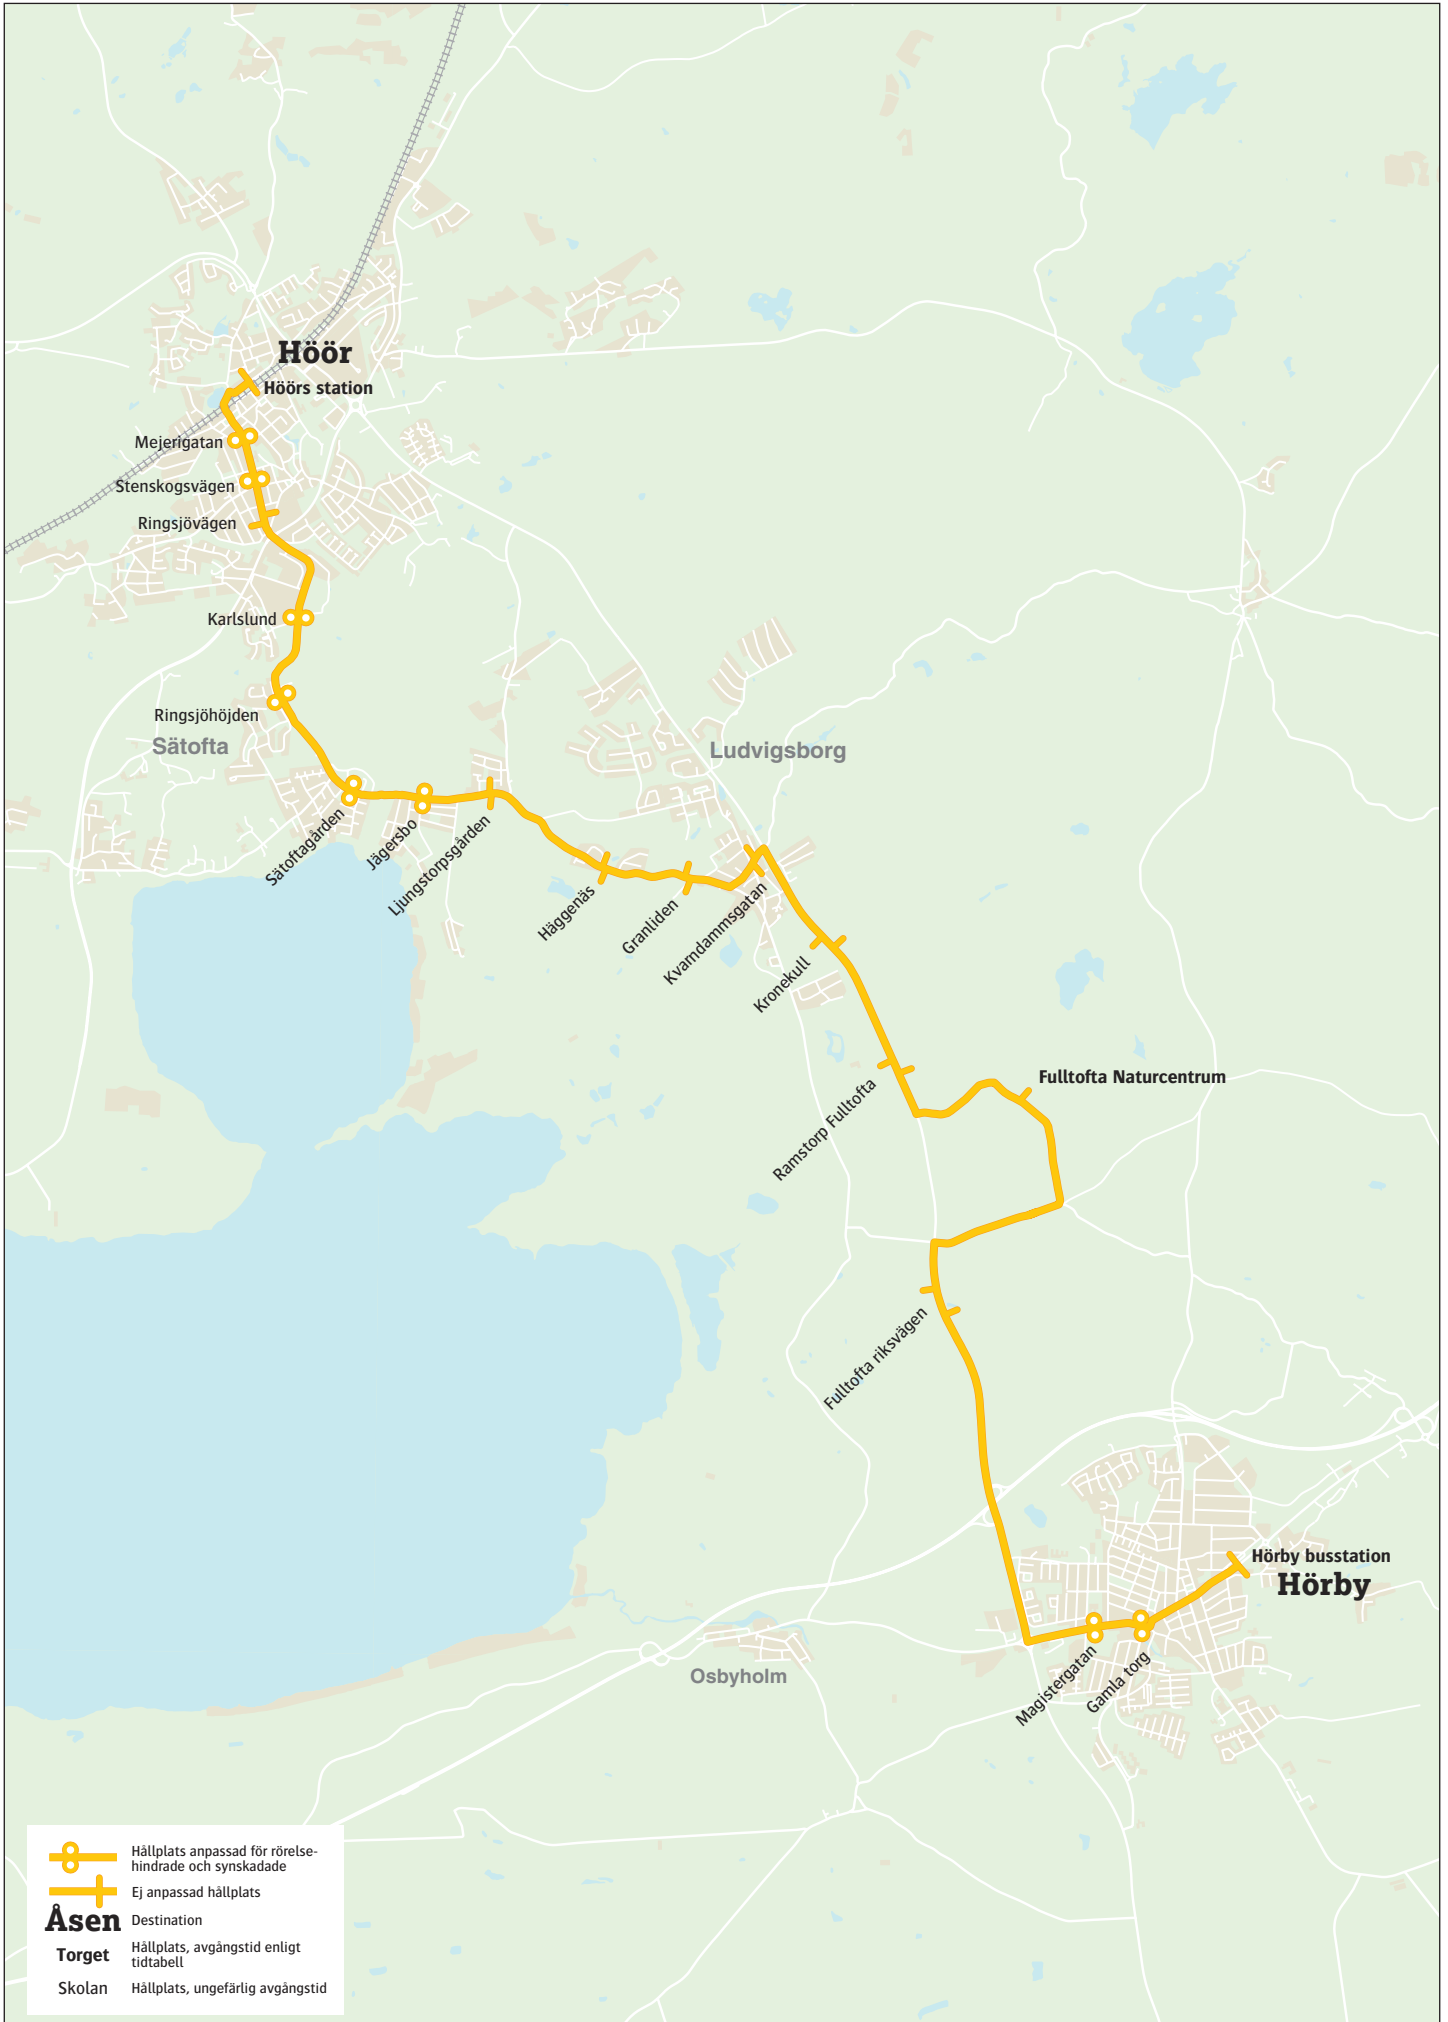 Höör
Höörs station
Mejerigatan
Stenskogsvägen
Ringsjövägen
Karlslund
Ringsjöhöjden
Sätofta
Ludvigsborg
Sätoftagården
Jägersbo
Ljungstorpsgården
Häggenäs
Granliden
Kvarndammsgatan
Kronekull
Ramstorp Fulltofta
Fulltofta Naturcentrum
Fulltofta riksvägen
Hörby busstation
Hörby
Magistergatan
Gamla torg
Osbyholm
Hållplats anpassad för rörelse-
hindrade och synskadade
Ej anpassad hållplats
Åsen Destination
Torget Hållplats, avgångstid enligt
tidtabell
Skolan Hållplats, ungefärlig avgångstid